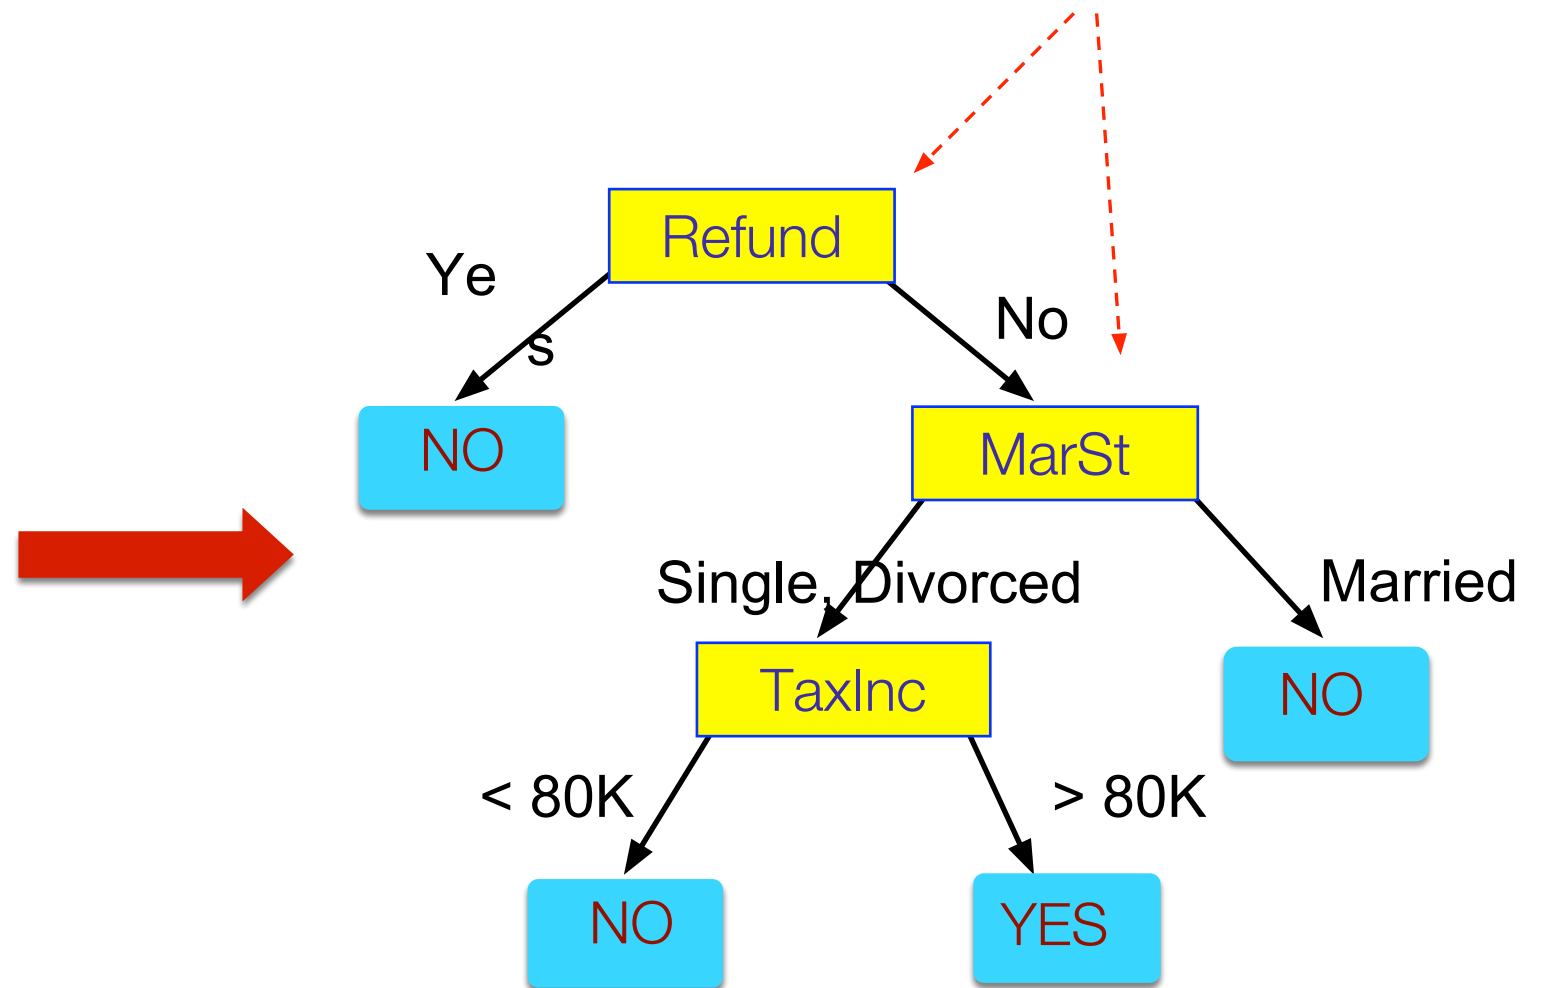 Refund
Ye
s
No
NO
MarSt
Single, Divorced
Married
TaxInc
NO
< 80K
> 80K
NO
YES